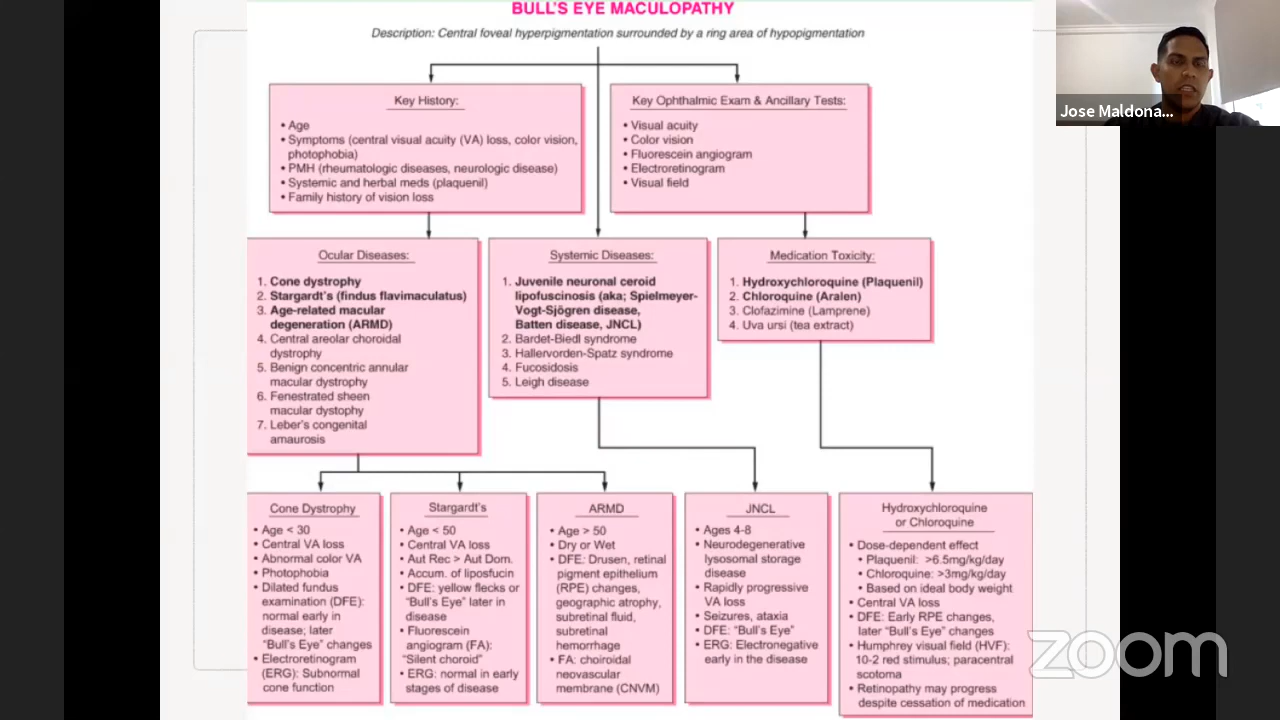 BULL'S EYE MACULOPATHY
Description: Central foveal hyperpigmentation surrounded by a ring area of hypopigmentation
Key History:
• Age
• Symptoms (central visual acuity (VA) loss, color vision,
photophobia)
• PMH (rheumatologic diseases, neurologic disease)
• Systemic and herbal meds (plaquenil)
• Family history of vision loss
Key Ophthalmic Exam & Ancillary Tests:
• Visual acuity
• Color vision
• Fluorescein angiogram
• Electroretinogram
• Visual field
Ocular Diseases:
1. Cone dystrophy
2. Stargardt's (findus flavimaculatus)
3. Age-related macular
degeneration (ARMD)
4. Central areolar choroidal
dystrophy
5. Benign concentric annular
macular dystrophy
6. Fenestrated sheen
macular dystophy
7. Leber's congenital
amaurosis
Systemic Diseases:
1. Juvenile neuronal ceroid
lipofuscinosis (aka; Spielmeyer-
Vogt-Sjögren disease,
Batten disease, JNCL)
2. Bardet-Biedl syndrome
3. Hallervorden-Spatz syndrome
4. Fucosidosis
5. Leigh disease
Medication Toxicity:
1. Hydroxychloroquine (Plaquenil)
2. Chloroquine (Aralen)
3. Clofazimine (Lamprene)
4. Uva ursi (tea extract)
Cone Dystrophy
• Age < 30
• Central VA loss
• Abnormal color VA
• Photophobia
• Dilated fundus
examination (DFE):
normal early in
disease; later
"Bull's Eye" changes
• Electroretinogram
(ERG): Subnormal
cone function
Stargardt's
• Age < 50
• Central VA loss
• Aut Rec > Aut Dom.
• Accum. of liposfucin
• DFE: yellow flecks or
"Bull's Eye" later in
disease
• Fluorescein
angiogram (FA):
"Silent choroid"
• ERG: normal in early
stages of disease
ARMD
• Age > 50
• Dry or Wet
• DFE: Drusen, retinal
pigment epithelium
(RPE) changes,
geographic atrophy,
subretinal fluid,
subretinal
hemorrhage
• FA: choiroidal
neovascular
membrane (CNVM)
JNCL
• Ages 4-8
• Neurodegenerative
lysosomal storage
disease
• Rapidly progressive
VA loss
• Seizures, ataxia
• DFE: "Bull's Eye"
• ERG: Electronegative
early in the disease
Hydroxychloroquine
or Chloroquine
• Dose-dependent effect
• Plaquenil: >6.5mg/kg/day
• Chloroquine: >3mg/kg/day
• Based on ideal body weight
• Central VA loss
• DFE: Early RPE changes,
later "Bull's Eye" changes
• Humphrey visual field (HVF):
10-2 red stimulus; paracentral
scotoma
• Retinopathy may progress
despite cessation of medication
Jose Maldona...
zoom